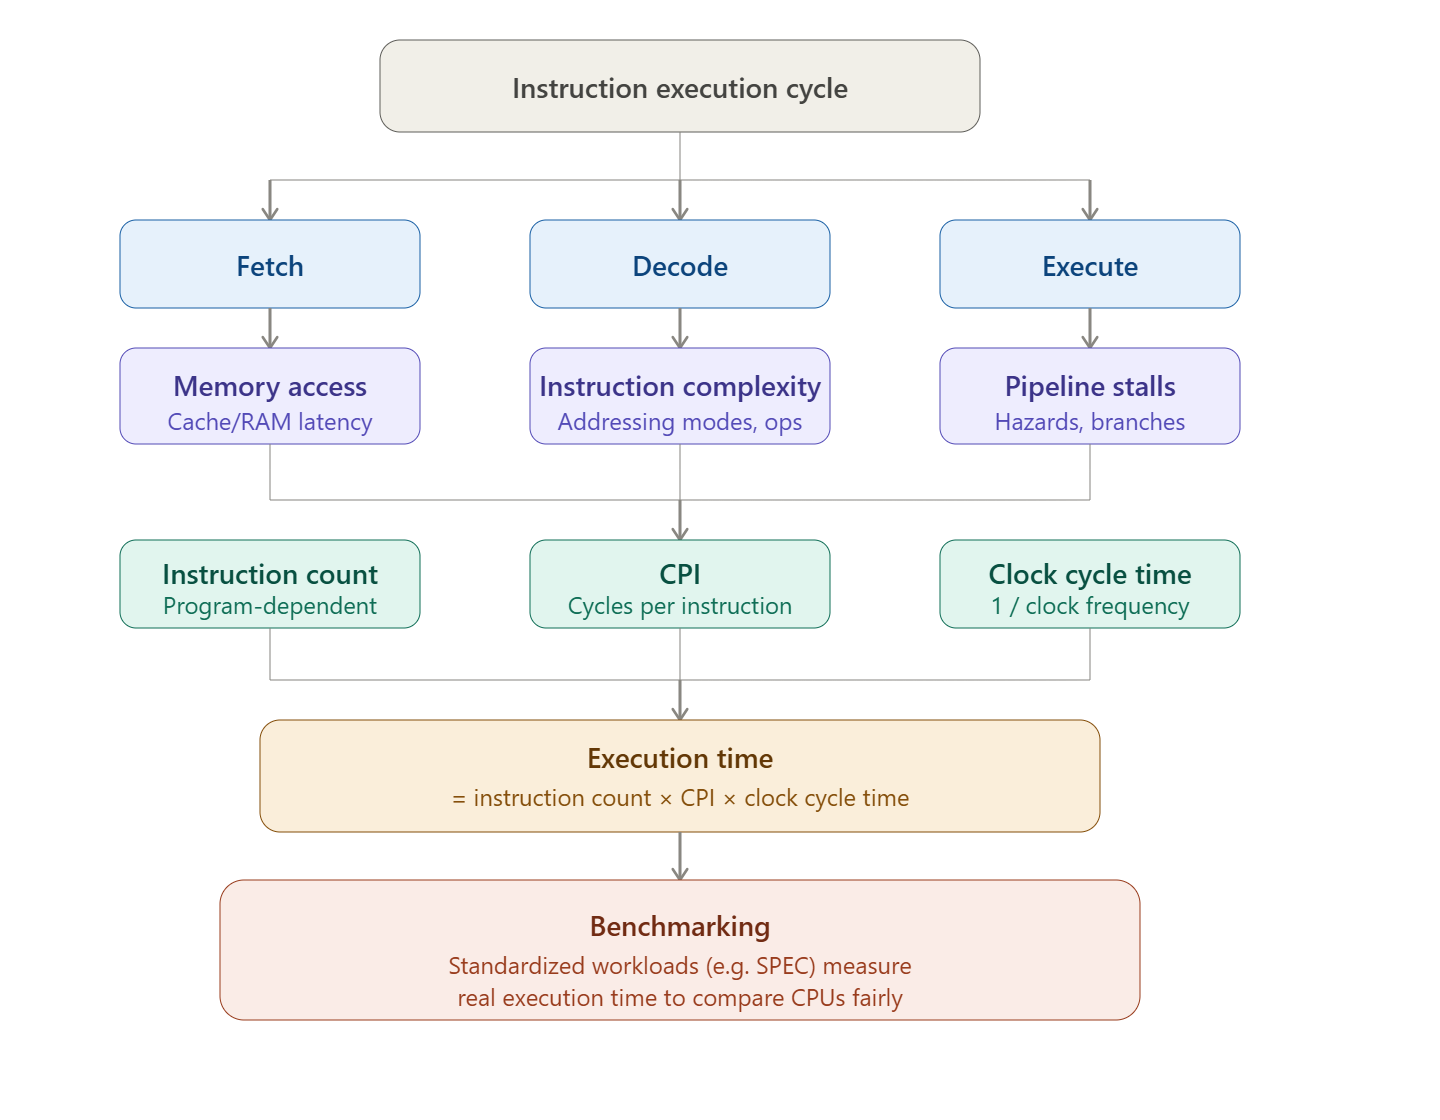 Instruction execution cycle
Fetch
Decode
Execute
Memory access
Cache/RAM latency
Instruction complexity
Addressing modes, ops
Pipeline stalls
Hazards, branches
Instruction count
Program-dependent
CPI
Cycles per instruction
Clock cycle time
1 / clock frequency
Execution time
= instruction count × CPI × clock cycle time
Benchmarking
Standardized workloads (e.g. SPEC) measure
real execution time to compare CPUs fairly